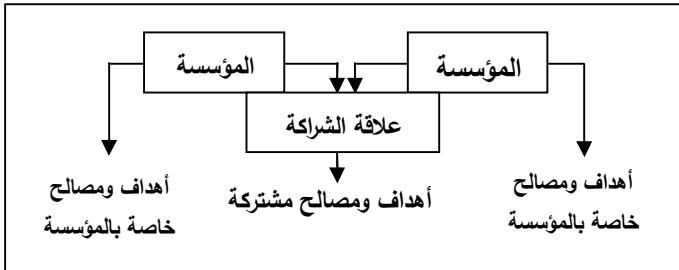 المؤسسة
المؤسسة
علاقة الشراكة
أهداف ومصالح
خاصة بالمؤسسة
أهداف ومصالح مشتركة
أهداف ومصالح
خاصة بالمؤسسة